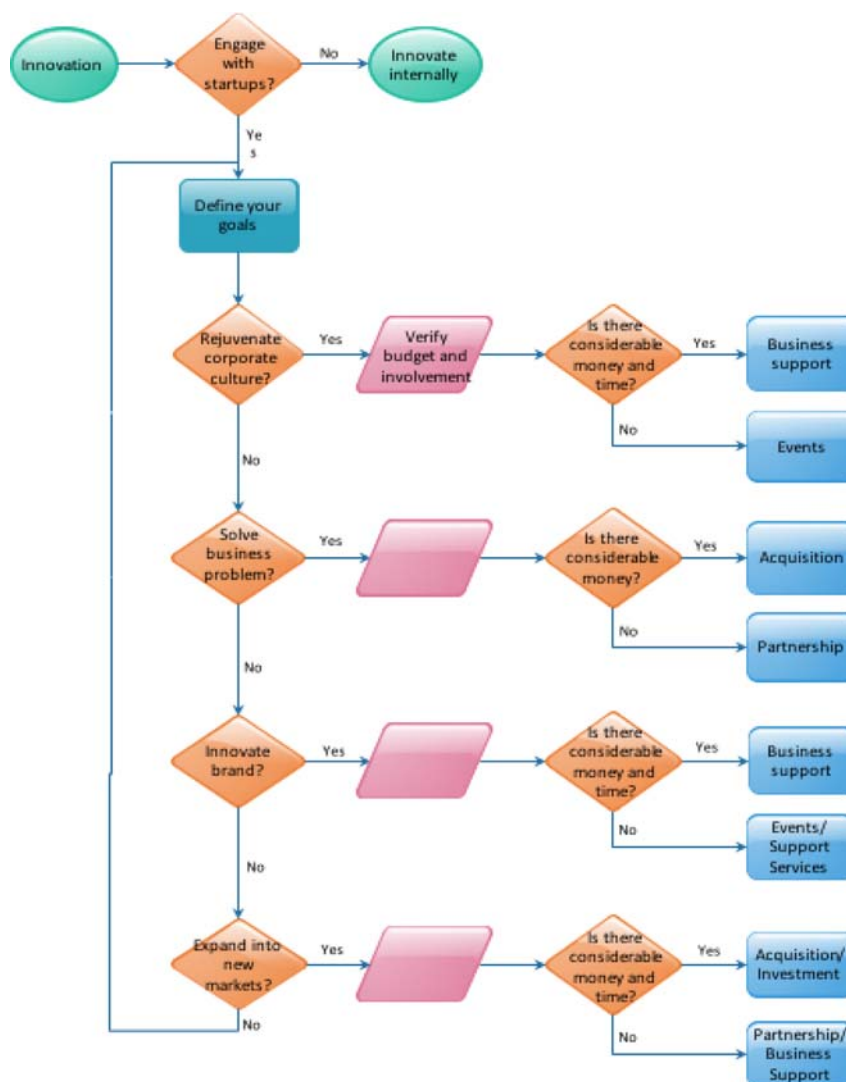 Innovation
Engage
with
startups?
No
Innovate
internally
Ye
s
Define your
goals
Rejuvenate
corporate
culture?
Yes
Verify
budget and
involvement
Is there
considerable
money and
time?
Yes
Business
support
No
Events
No
Solve
business
problem?
Yes
Is there
considerable
money?
Yes
Acquisition
No
Partnership
No
Innovate
brand?
Yes
Is there
considerable
money and
time?
Yes
Business
support
No
Events/
Support
Services
No
Expand into
new
markets?
Yes
Is there
considerable
money and
time?
Yes
Acquisition/
Investment
No
No
Partnership/
Business
Support